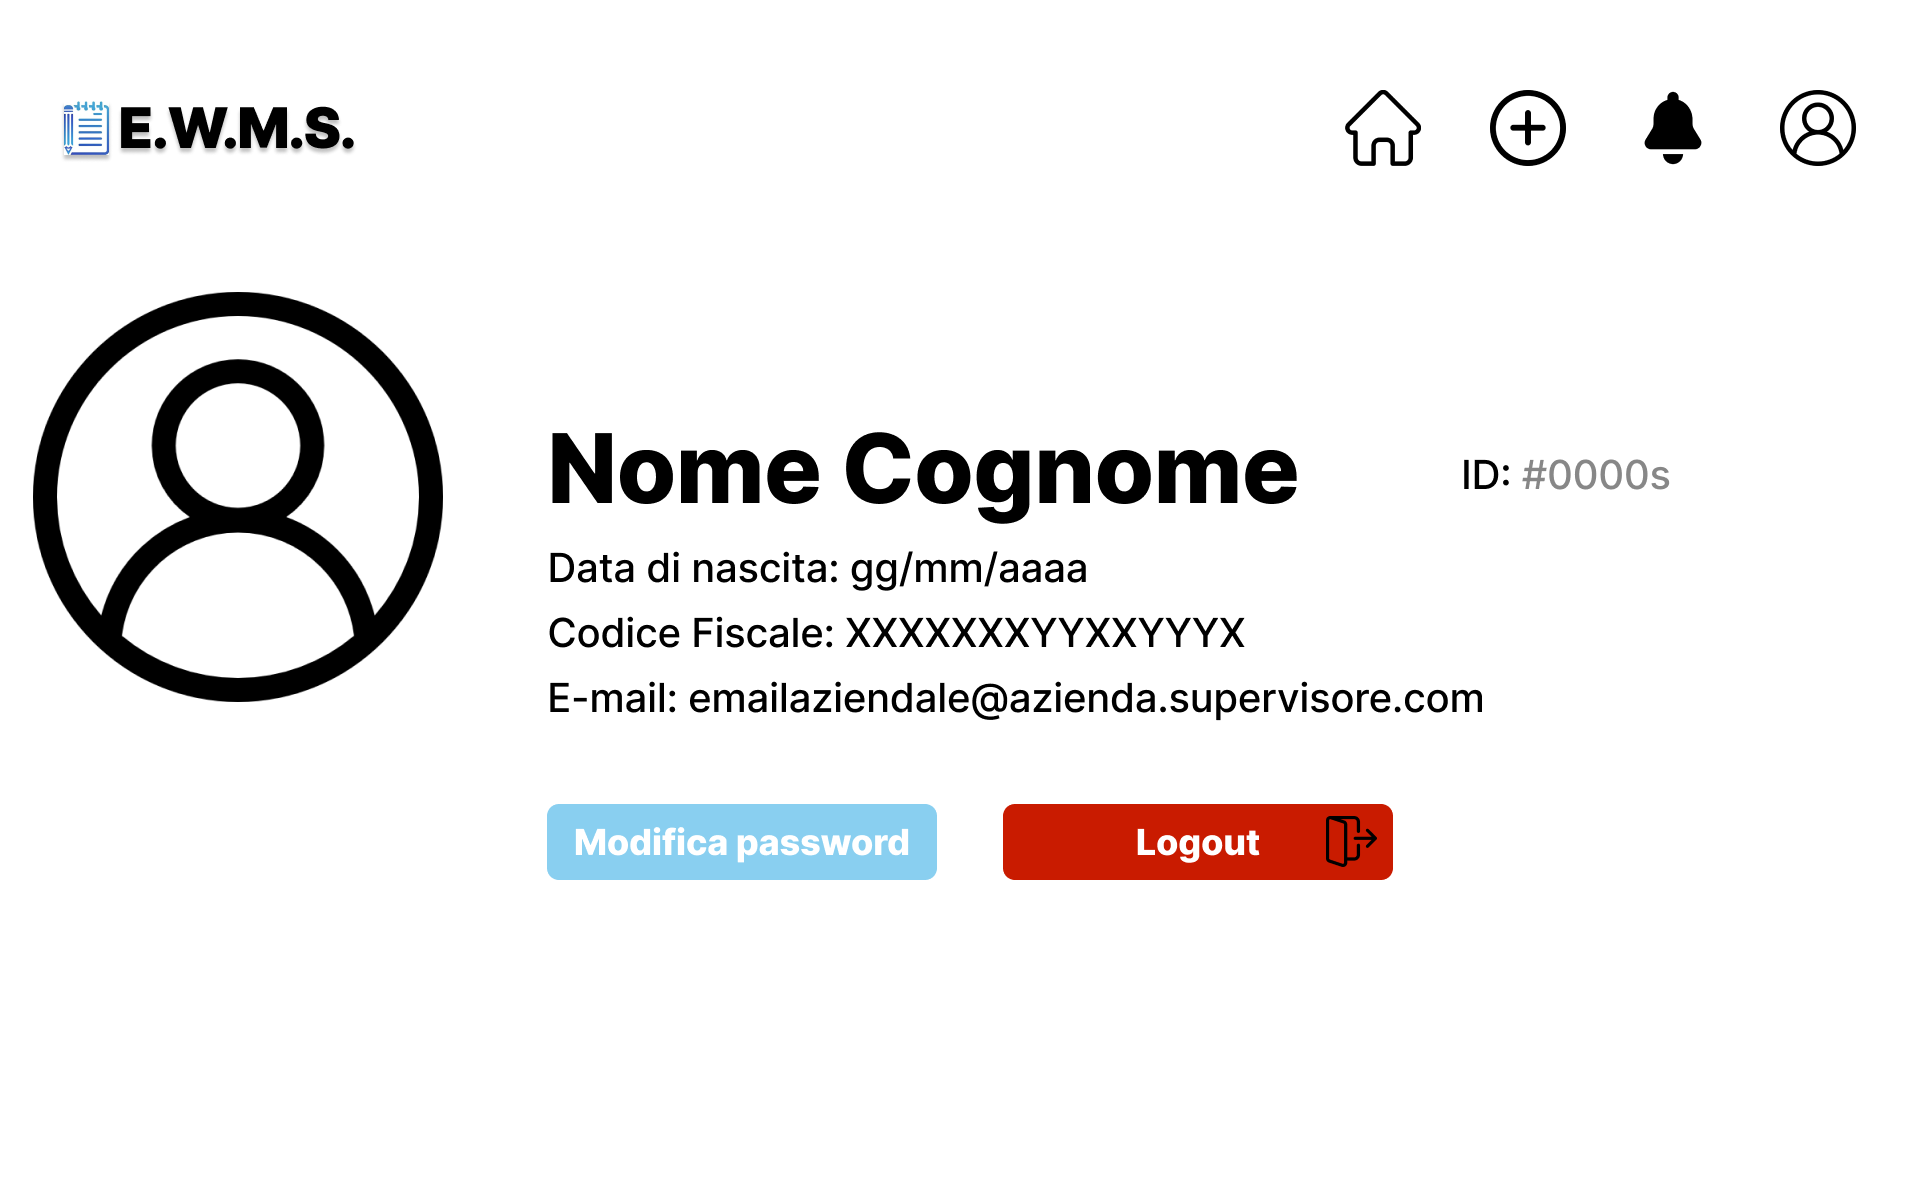 E.W.M.S.
Nome Cognome
ID: #0000s
Data di nascita: gg/mm/aaaa
Codice Fiscale: XXXXXXXYYXXYYYX
E-mail: emailaziendale@azienda.supervisore.com
Modifica password
Logout